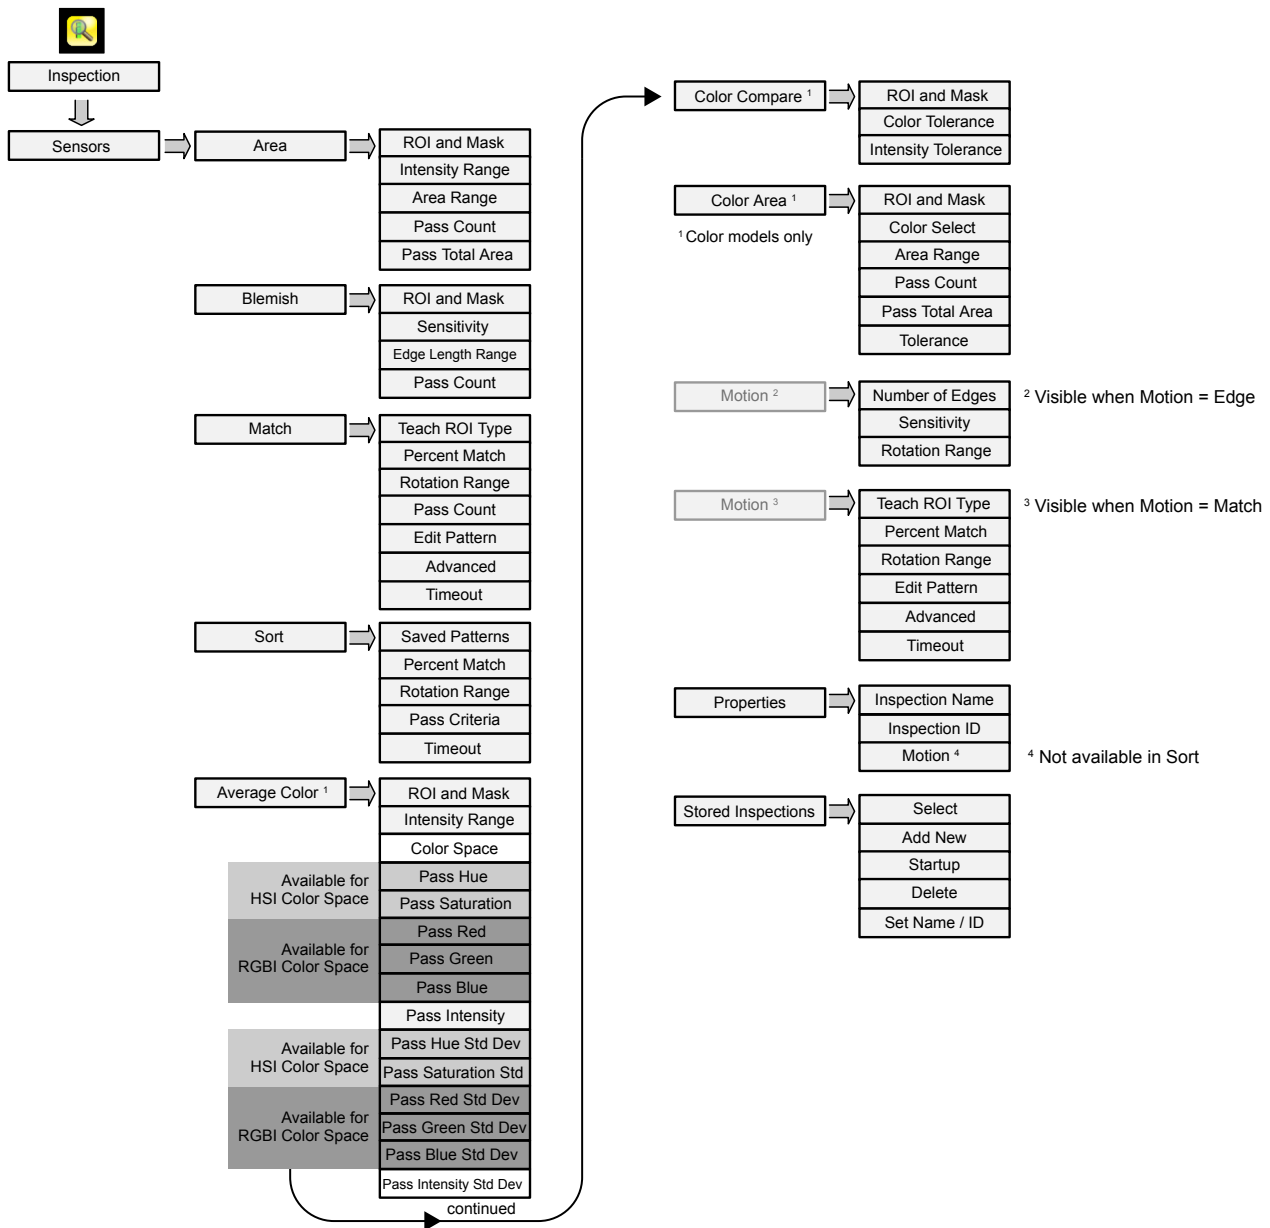 Inspection
Sensors
Area
ROI and Mask
Intensity Range
Area Range
Pass Count
Pass Total Area
Blemish
ROI and Mask
Sensitivity
Edge Length Range
Pass Count
Match
Teach ROI Type
Percent Match
Rotation Range
Pass Count
Edit Pattern
Advanced
Timeout
Sort
Saved Patterns
Percent Match
Rotation Range
Pass Criteria
Timeout
Average Color ¹
ROI and Mask
Intensity Range
Color Space
Available for
HSI Color Space
Pass Hue
Pass Saturation
Available for
RGBI Color Space
Pass Red
Pass Green
Pass Blue
Pass Intensity
Available for
HSI Color Space
Pass Hue Std Dev
Pass Saturation Std
Available for
RGBI Color Space
Pass Red Std Dev
Pass Green Std Dev
Pass Blue Std Dev
Pass Intensity Std Dev
continued
Color Compare ¹
ROI and Mask
Color Tolerance
Intensity Tolerance
Color Area ¹
¹ Color models only
ROI and Mask
Color Select
Area Range
Pass Count
Pass Total Area
Tolerance
Motion ²
Number of Edges
Sensitivity
Rotation Range
² Visible when Motion = Edge
Motion ³
Teach ROI Type
Percent Match
Rotation Range
Edit Pattern
Advanced
Timeout
³ Visible when Motion = Match
Properties
Inspection Name
Inspection ID
Motion ⁴
⁴ Not available in Sort
Stored Inspections
Select
Add New
Startup
Delete
Set Name / ID